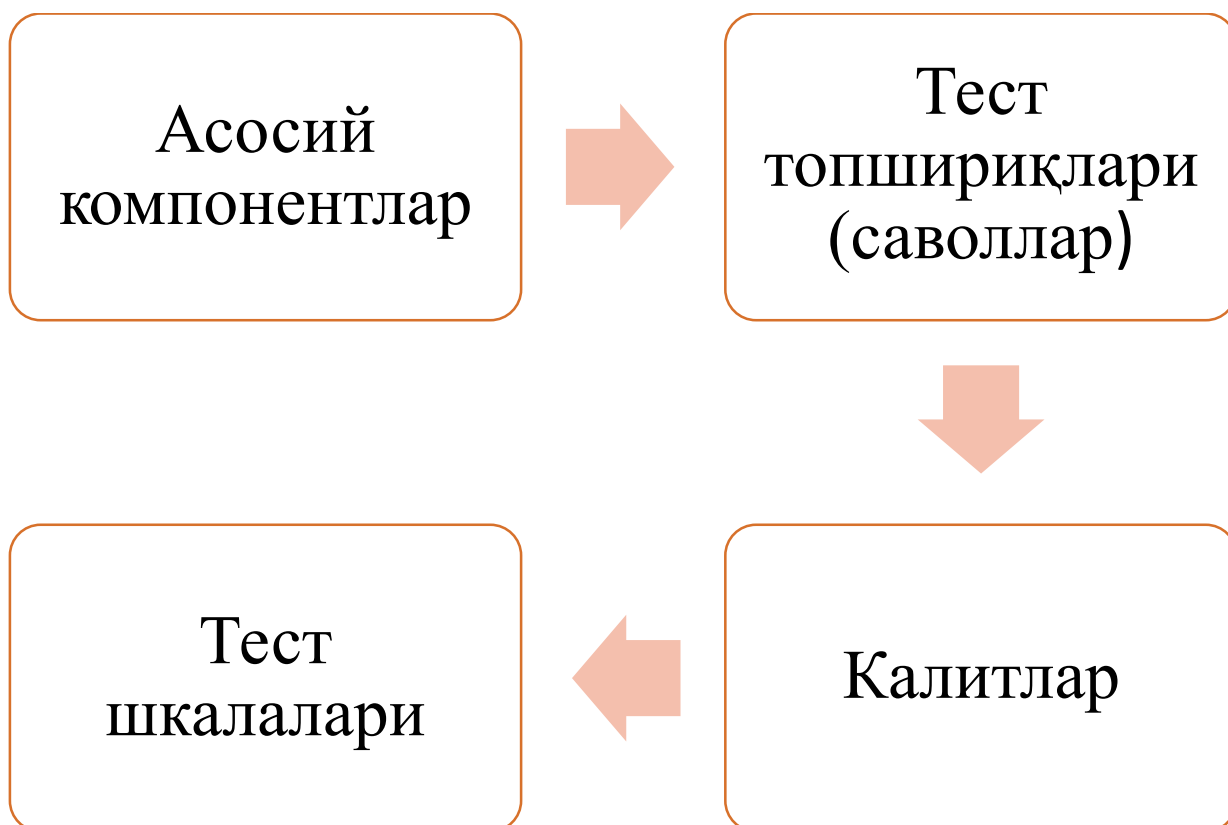 Асосий
компонентлар
Тест
топшириқлари
(саволлар)
Калитлар
Тест
шкалалари